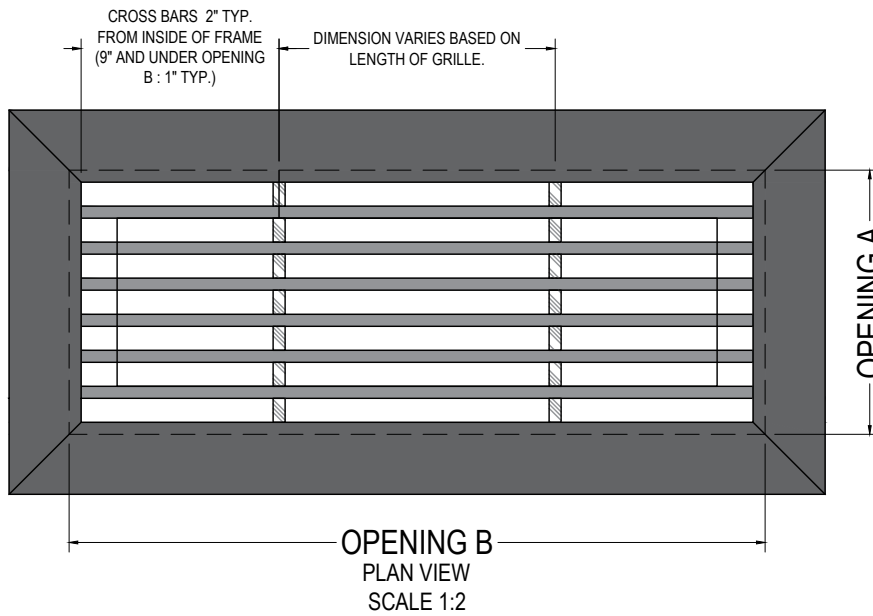 CROSS BARS 2" TYP.
FROM INSIDE OF FRAME
(9" AND UNDER OPENING
B : 1" TYP.)
DIMENSION VARIES BASED ON
LENGTH OF GRILLE.
OPENING A
OPENING B
PLAN VIEW
SCALE 1:2